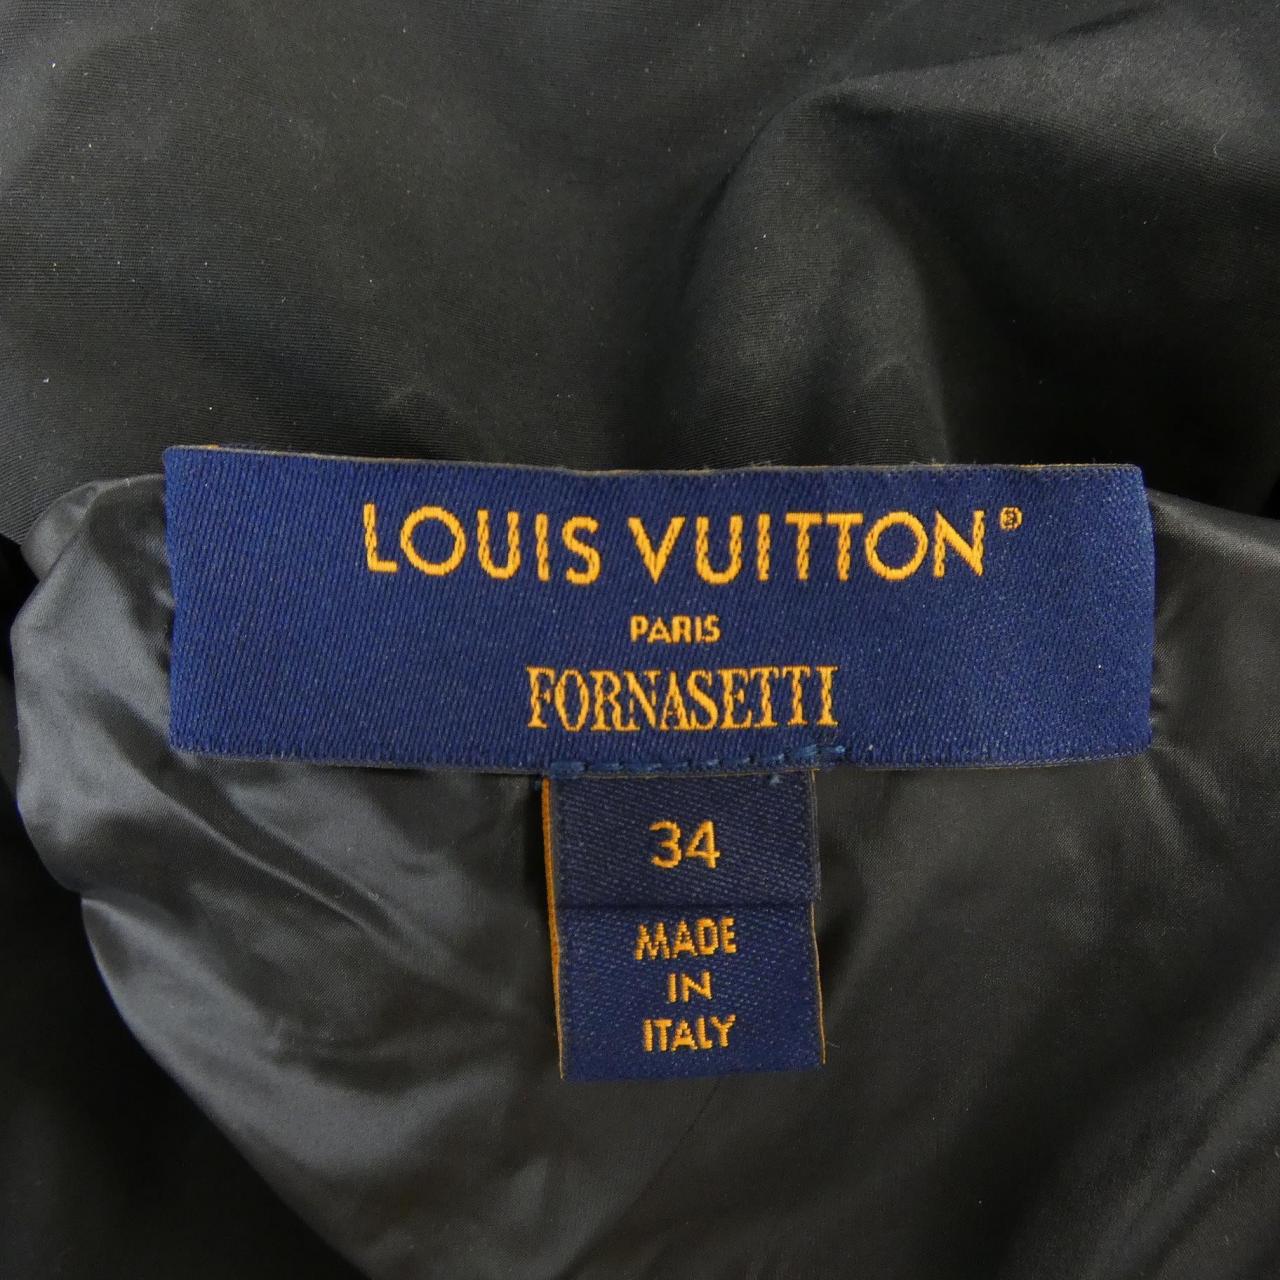 LOUIS VUITTON®
PARIS
FORNASETTI
34
MADE
IN
ITALY